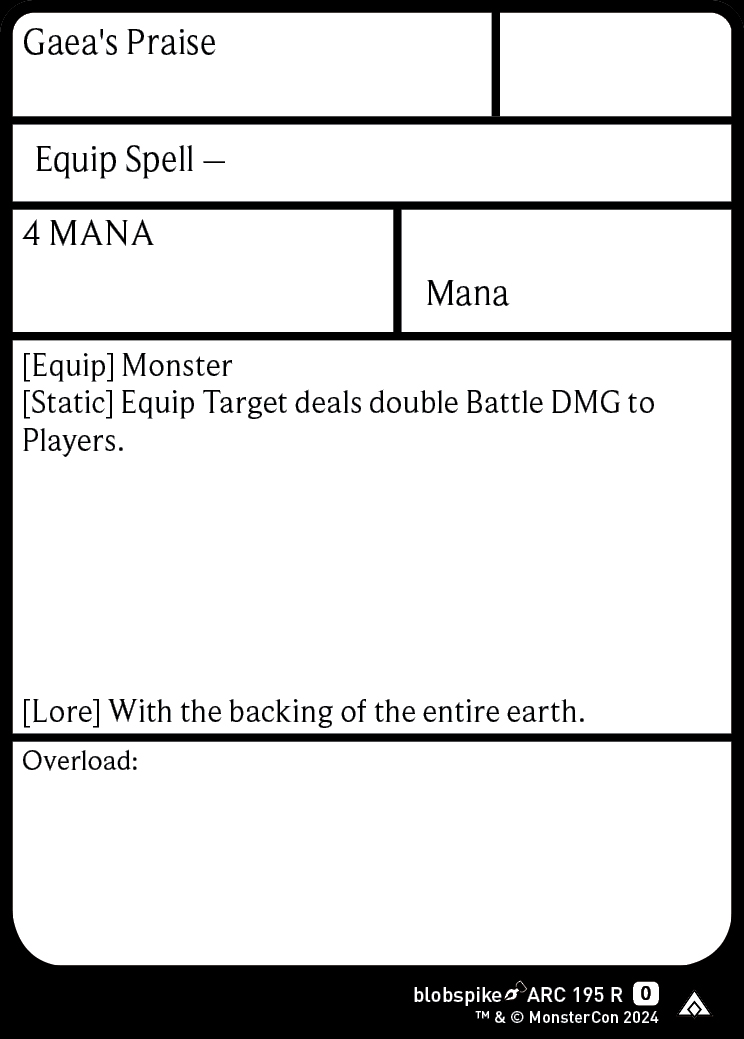 Gaea's Praise
Equip Spell —
4 MANA
Mana
[Equip] Monster
[Static] Equip Target deals double Battle DMG to
Players.
[Lore] With the backing of the entire earth.
Overload:
blobspike ARC 195 R 0
™ & © MonsterCon 2024